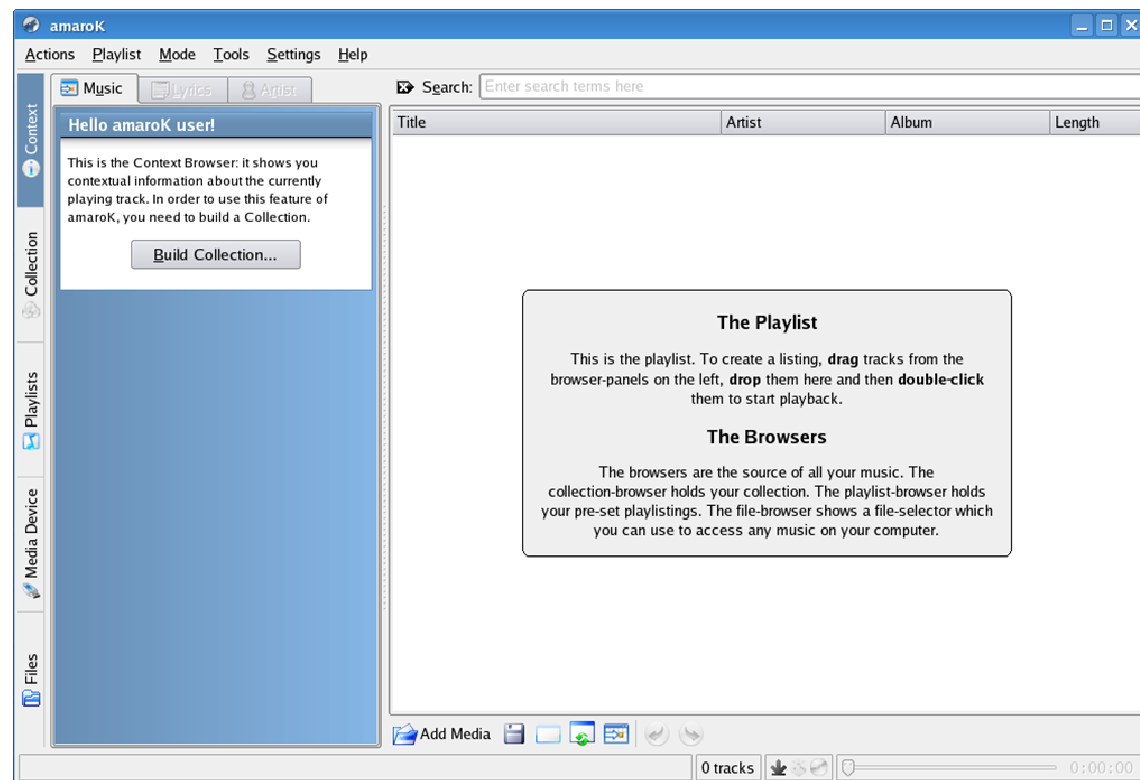 amaroK
Actions Playlist Mode Tools Settings Help
Context
Collection
Playlists
Media Device
Files
Music Lyrics Artist
Hello amaroK user!
This is the Context Browser: it shows you
contextual information about the currently
playing track. In order to use this feature of
amaroK, you need to build a Collection.
Build Collection...
Search: Enter search terms here
Title Artist Album Length
The Playlist
This is the playlist. To create a listing, drag tracks from the
browser-panels on the left, drop them here and then double-click
them to start playback.
The Browsers
The browsers are the source of all your music. The
collection-browser holds your collection. The playlist-browser holds
your pre-set playlistings. The file-browser shows a file-selector which
you can use to access any music on your computer.
Add Media
0 tracks
0:00:00